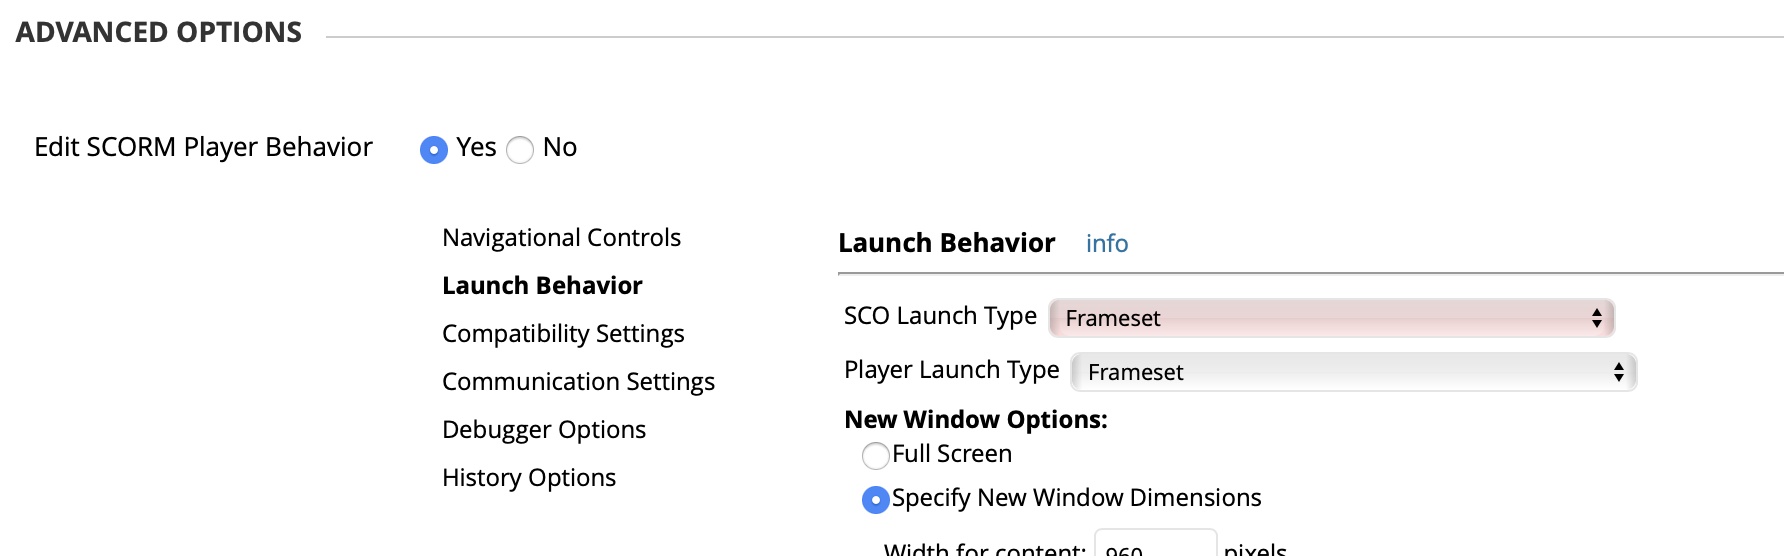 ADVANCED OPTIONS
Edit SCORM Player Behavior Yes No
Navigational Controls
Launch Behavior
Compatibility Settings
Communication Settings
Debugger Options
History Options
Launch Behavior info
SCO Launch Type Frameset
Player Launch Type Frameset
New Window Options:
Full Screen
Specify New Window Dimensions
Width for content: 960 pixels